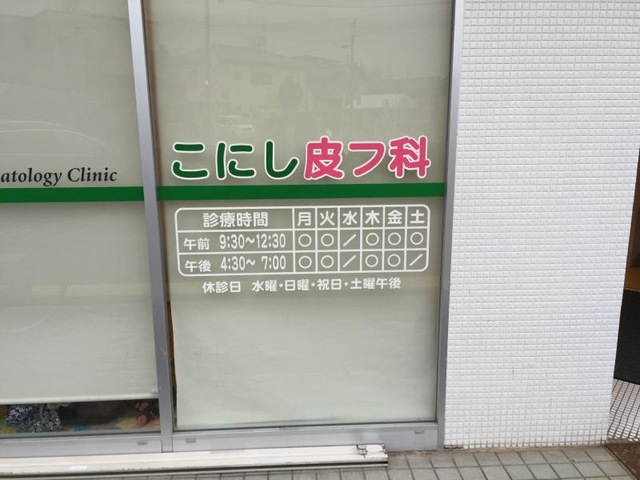 atology Clinic
こにし皮フ科
診療時間 月 火 水 木 金 土
午前 9:30〜12:30 ○ ○ / ○ ○ ○
午後 4:30〜 7:00 ○ ○ / ○ ○ /
休診日 水曜・日曜・祝日・土曜午後